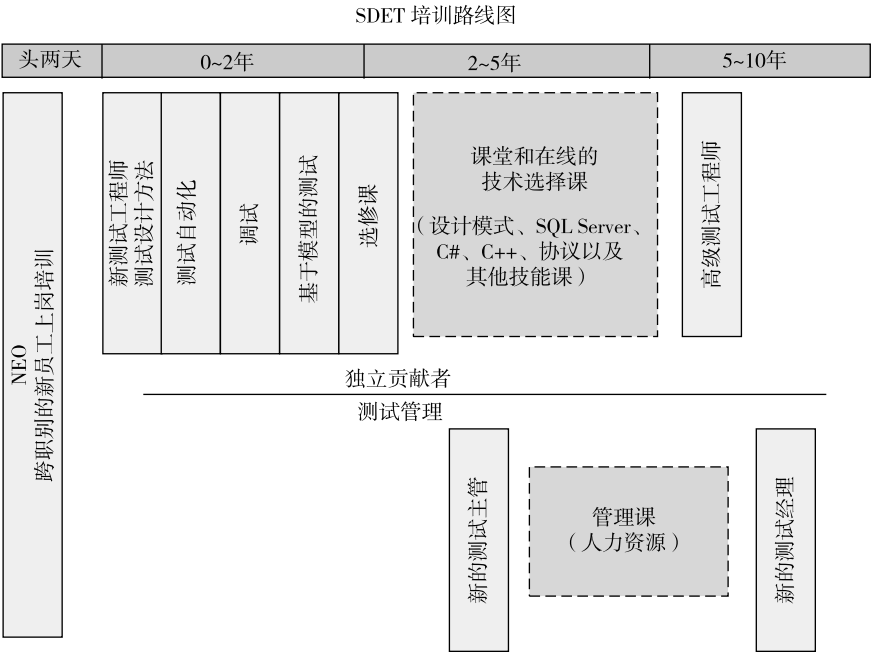 SDET 培训路线图
头两天
0~2年
2~5年
5~10年
NEO
跨职别的新员工上岗培训
新测试工程师
测试设计方法
测试自动化
调试
基于模型的测试
选修课
课堂和在线的
技术选择课
（设计模式、SQL Server、
C#、C++、协议以及
其他技能课）
高级测试工程师
独立贡献者
测试管理
新的测试主管
管理课
（人力资源）
新的测试经理